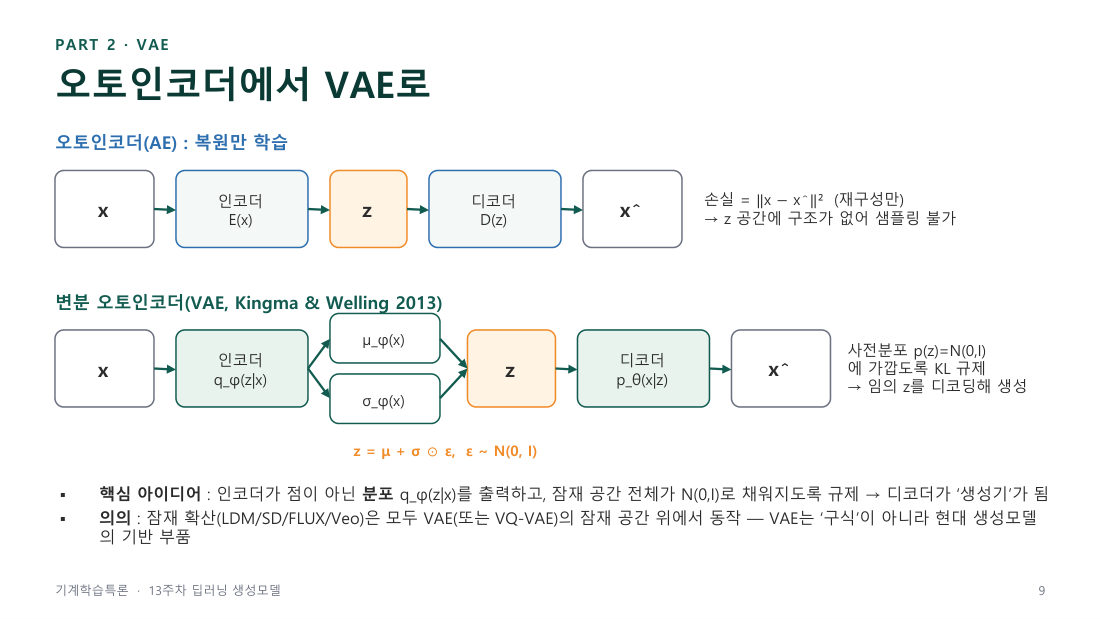 PART 2 · VAE
오토인코더에서 VAE로
오토인코더(AE) : 복원만 학습
x
인코더
E(x)
z
디코더
D(z)
xˆ
손실 = ‖x − xˆ‖² (재구성만)
→ z 공간에 구조가 없어 샘플링 불가
변분 오토인코더(VAE, Kingma & Welling 2013)
x
인코더
q_φ(z|x)
μ_φ(x)
σ_φ(x)
z
디코더
p_θ(x|z)
xˆ
사전분포 p(z)=N(0,I)
에 가깝도록 KL 규제
→ 임의 z를 디코딩해 생성
z = μ + σ ⊙ ε, ε ~ N(0, I)
▪ 핵심 아이디어 : 인코더가 점이 아닌 분포 q_φ(z|x)를 출력하고, 잠재 공간 전체가 N(0,I)로 채워지도록 규제 → 디코더가 ‘생성기’가 됨
▪ 의의 : 잠재 확산(LDM/SD/FLUX/Veo)은 모두 VAE(또는 VQ-VAE)의 잠재 공간 위에서 동작 — VAE는 ‘구식’이 아니라 현대 생성모델
의 기반 부품
기계학습특론 · 13주차 딥러닝 생성모델
9